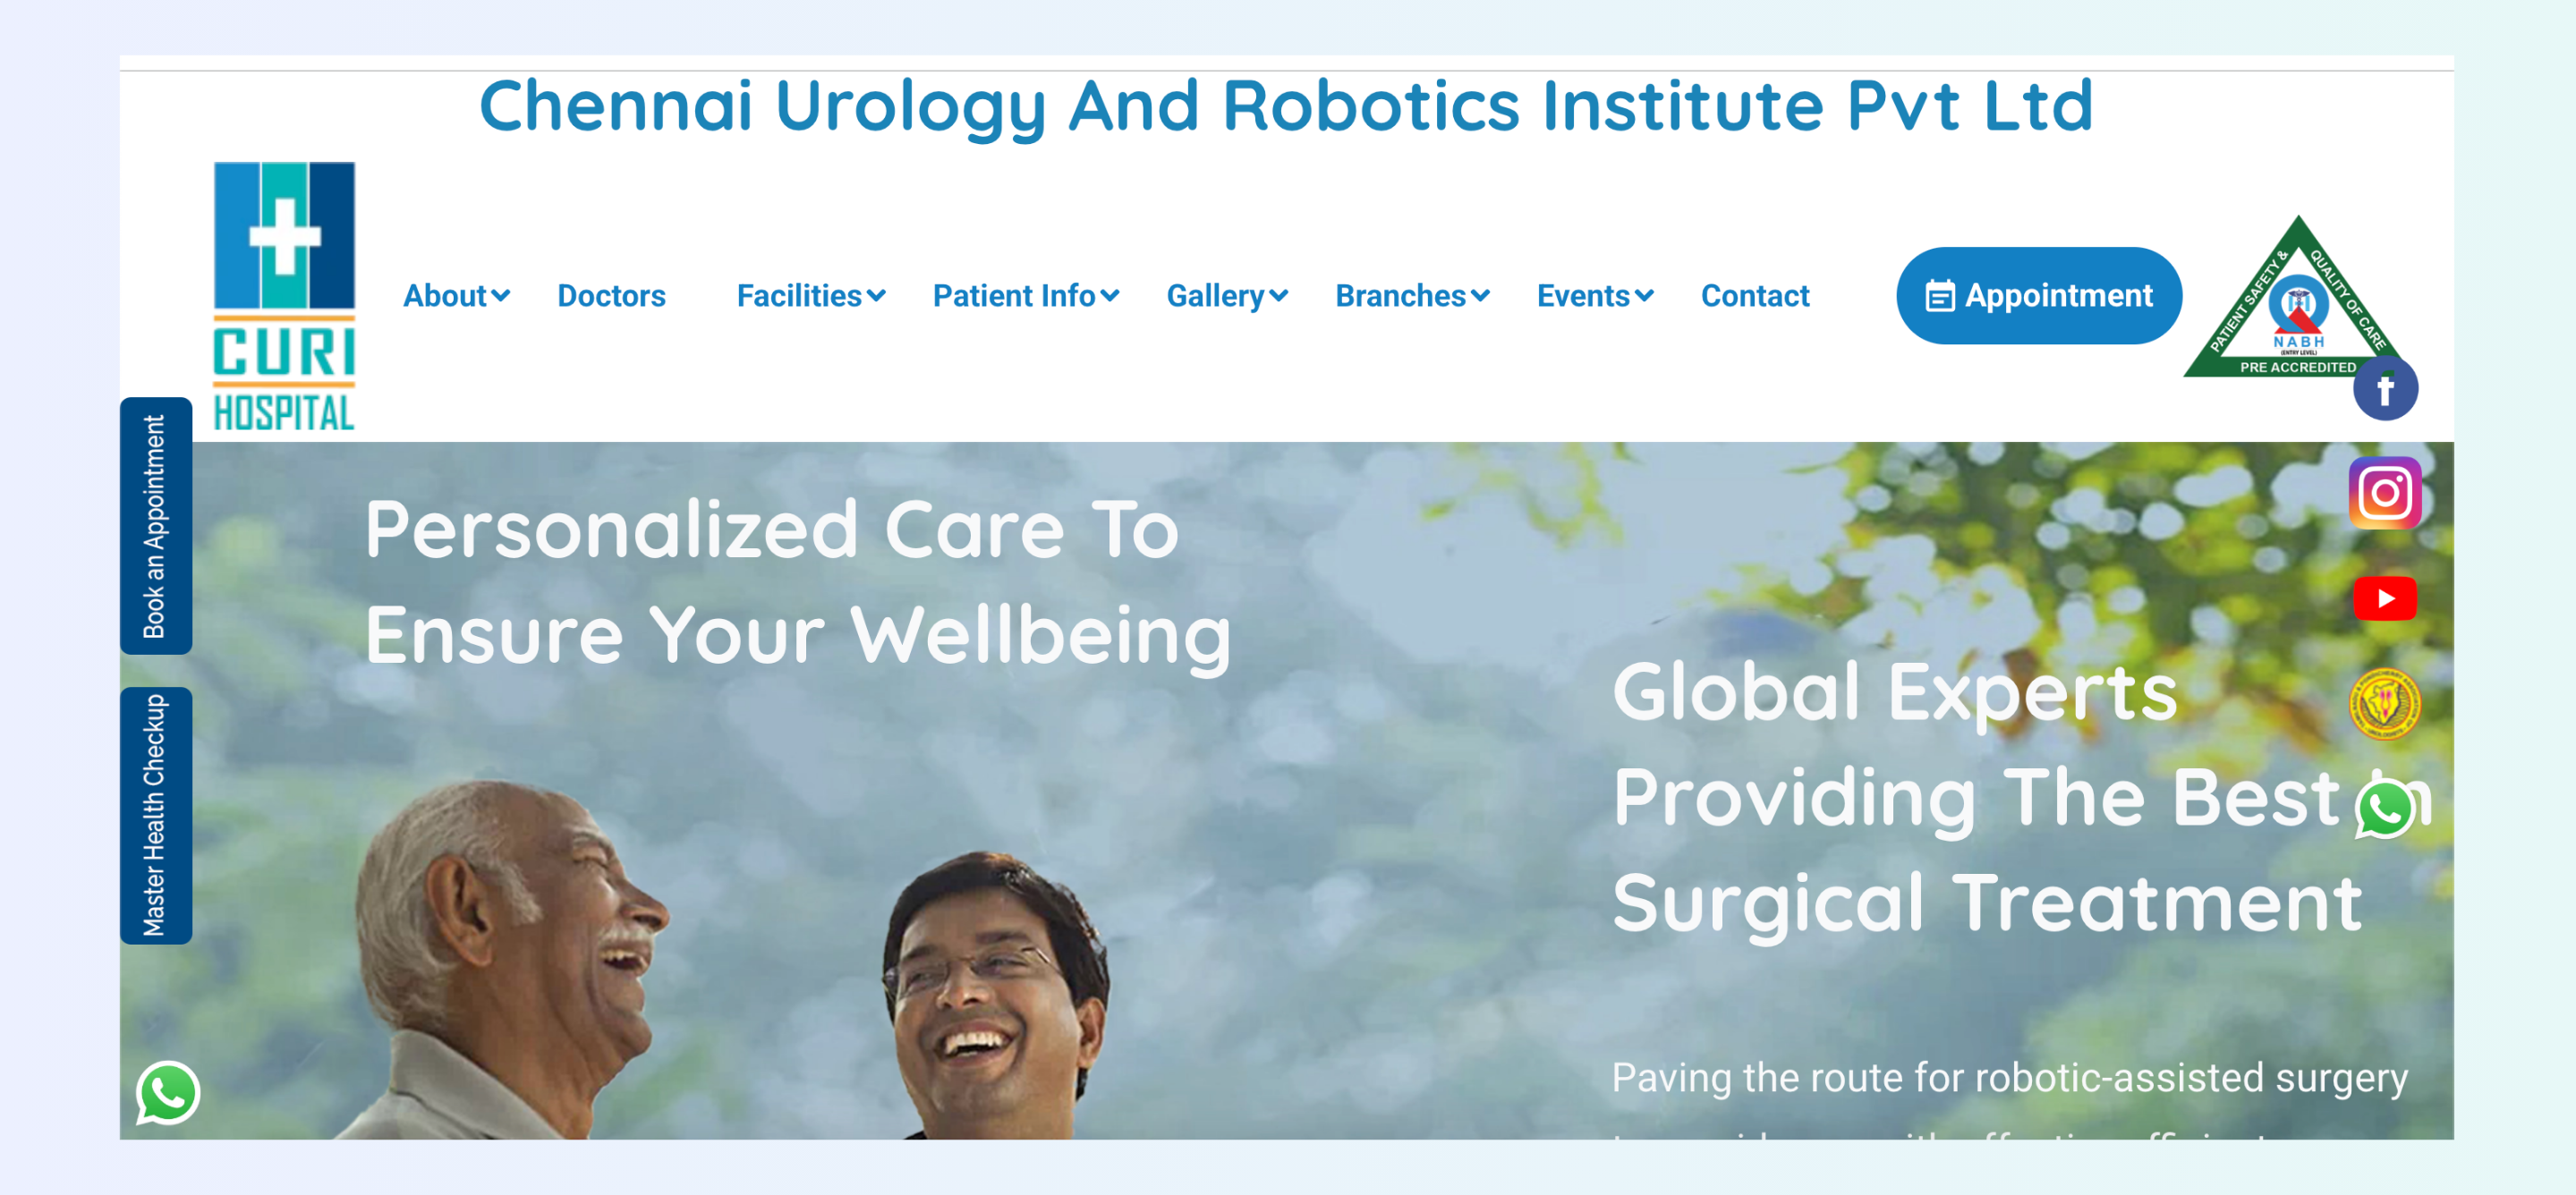 Chennai Urology And Robotics Institute Pvt Ltd
CURI
HOSPITAL
About
Doctors
Facilities
Patient Info
Gallery
Branches
Events
Contact
Appointment
PATIENT SAFETY & QUALITY OF CARE
NABH
(ENTRY LEVEL)
PRE ACCREDITED
Book an Appointment
Master Health Checkup
Personalized Care To
Ensure Your Wellbeing
Global Experts
Providing The Best
Surgical Treatment
Paving the route for robotic-assisted surgery